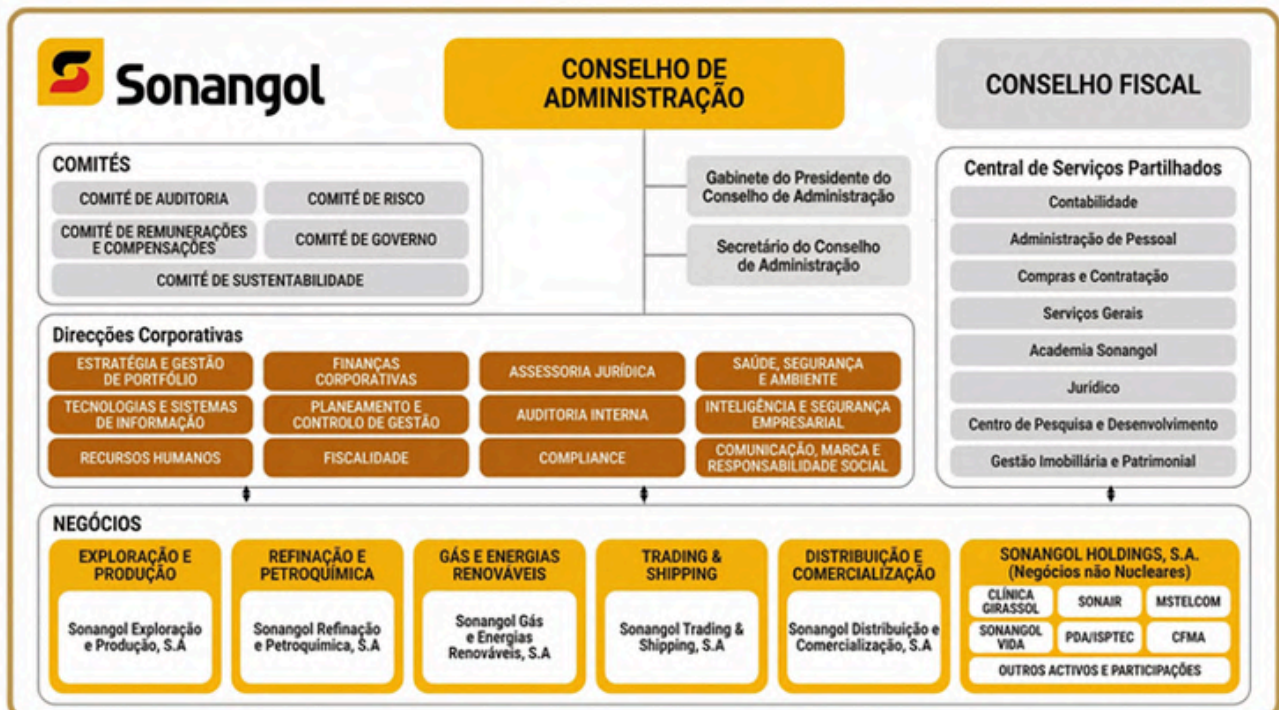 Sonangol
CONSELHO DE
ADMINISTRAÇÃO
CONSELHO FISCAL
COMITÉS
COMITÉ DE AUDITORIA
COMITÉ DE RISCO
COMITÉ DE REMUNERAÇÕES
E COMPENSAÇÕES
COMITÉ DE GOVERNO
COMITÉ DE SUSTENTABILIDADE
Gabinete do Presidente do
Conselho de Administração
Secretário do Conselho
de Administração
Central de Serviços Partilhados
Contabilidade
Administração de Pessoal
Compras e Contratação
Serviços Gerais
Academia Sonangol
Jurídico
Centro de Pesquisa e Desenvolvimento
Gestão Imobillária e Patrimonial
Direcções Corporativas
ESTRATÉGIA E GESTÃO
DE PORTFÓLIO
FINANÇAS
CORPORATIVAS
ASSESSORIA JURÍDICA
SAÚDE, SEGURANÇA
E AMBIENTE
TECNOLOGIAS E SISTEMAS
DE INFORMAÇÃO
PLANEAMENTO E
CONTROLO DE GESTÃO
AUDITORIA INTERNA
INTELIGÊNCIA E SEGURANÇA
EMPRESARIAL
RECURSOS HUMANOS
FISCALIDADE
COMPLIANCE
COMUNICAÇÃO, MARCA E
RESPONSABILIDADE SOCIAL
NEGÓCIOS
EXPLORAÇÃO E
PRODUÇÃO
Sonangol Exploração
e Produção, S.A
REFINAÇÃO E
PETROQUÍMICA
Sonangol Refinação
e Petroquímica, S.A
GÁS E ENERGIAS
RENOVÁVEIS
Sonangol Gás
e Energias
Renováveis, S.A
TRADING &
SHIPPING
Sonangol Trading &
Shipping, S.A
DISTRIBUIÇÃO E
COMERCIALIZAÇÃO
Sonangol Distribuição e
Comercialização, S.A
SONANGOL HOLDINGS, S.A.
(Negócios não Nucleares)
CLÍNICA
GIRASSOL
SONAIR
MSTELCOM
SONANGOL
VIDA
PDA/ISPTEC
CFMA
OUTROS ACTIVOS E PARTICIPAÇÕES